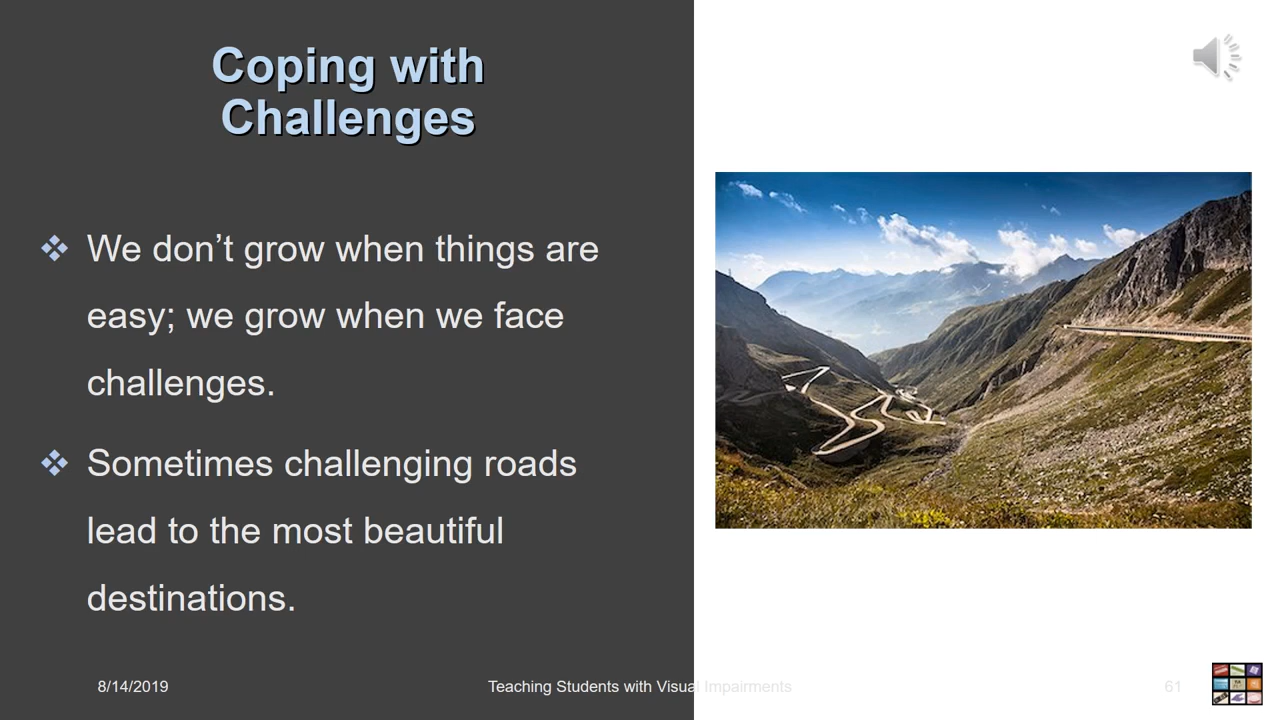 Coping with
Challenges
We don’t grow when things are
easy; we grow when we face
challenges.
Sometimes challenging roads
lead to the most beautiful
destinations.
8/14/2019
Teaching Students with Visual Impairments
61